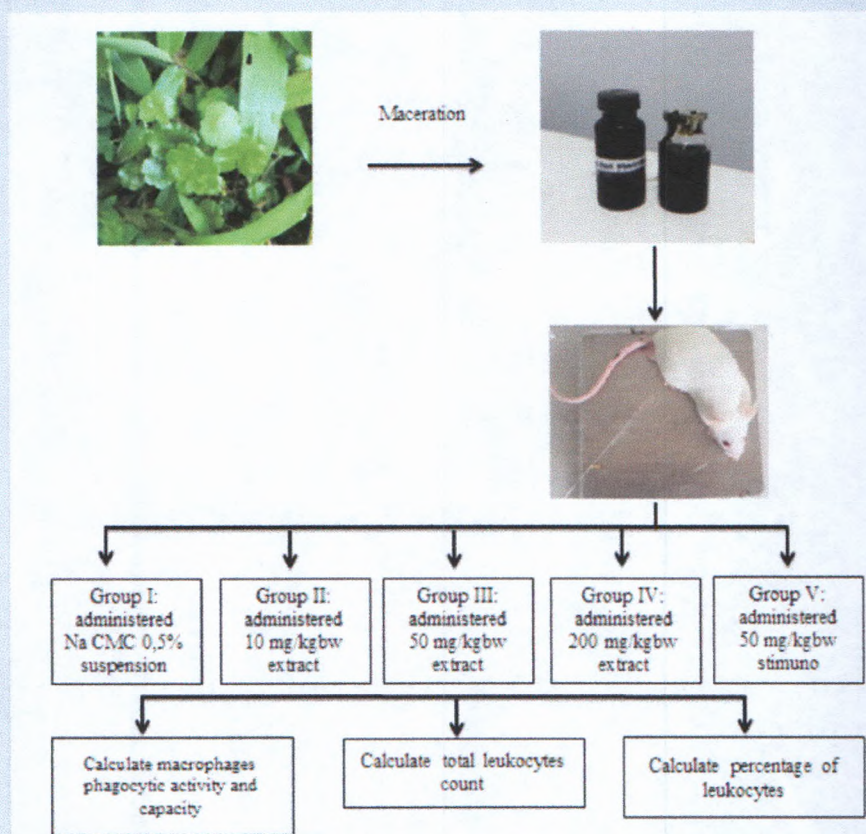 Maceration
Group I:
administered
Na CMC 0,5%
suspension
Group II:
administered
10 mg/kgbw
extract
Group III:
administered
50 mg/kgbw
extract
Group IV:
administered
200 mg/kgbw
extract
Group V:
administered
50 mg/kgbw
stimuno
Calculate macrophages
phagocytic activity and
capacity
Calculate total leukocytes
count
Calculate percentage of
leukocytes